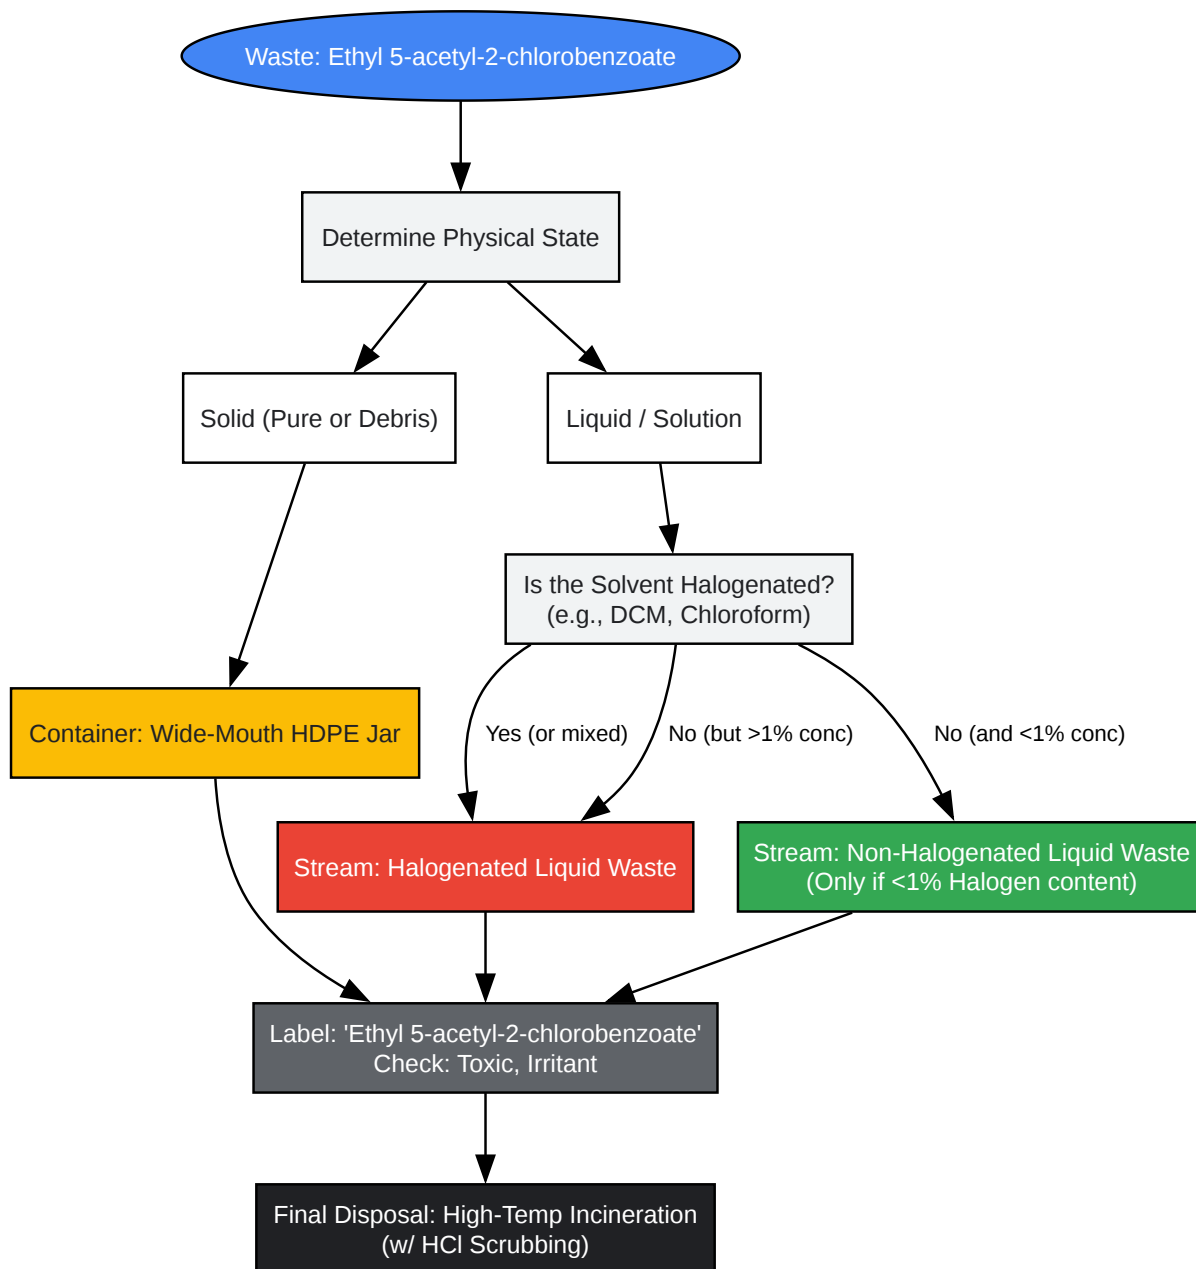 Waste: Ethyl 5-acetyl-2-chlorobenzoate
Determine Physical State
Solid (Pure or Debris)
Liquid / Solution
Is the Solvent Halogenated?
(e.g., DCM, Chloroform)
Container: Wide-Mouth HDPE Jar
Yes (or mixed)
No (but >1% conc)
No (and <1% conc)
Stream: Halogenated Liquid Waste
Stream: Non-Halogenated Liquid Waste
(Only if <1% Halogen content)
Label: 'Ethyl 5-acetyl-2-chlorobenzoate'
Check: Toxic, Irritant
Final Disposal: High-Temp Incineration
(w/ HCl Scrubbing)